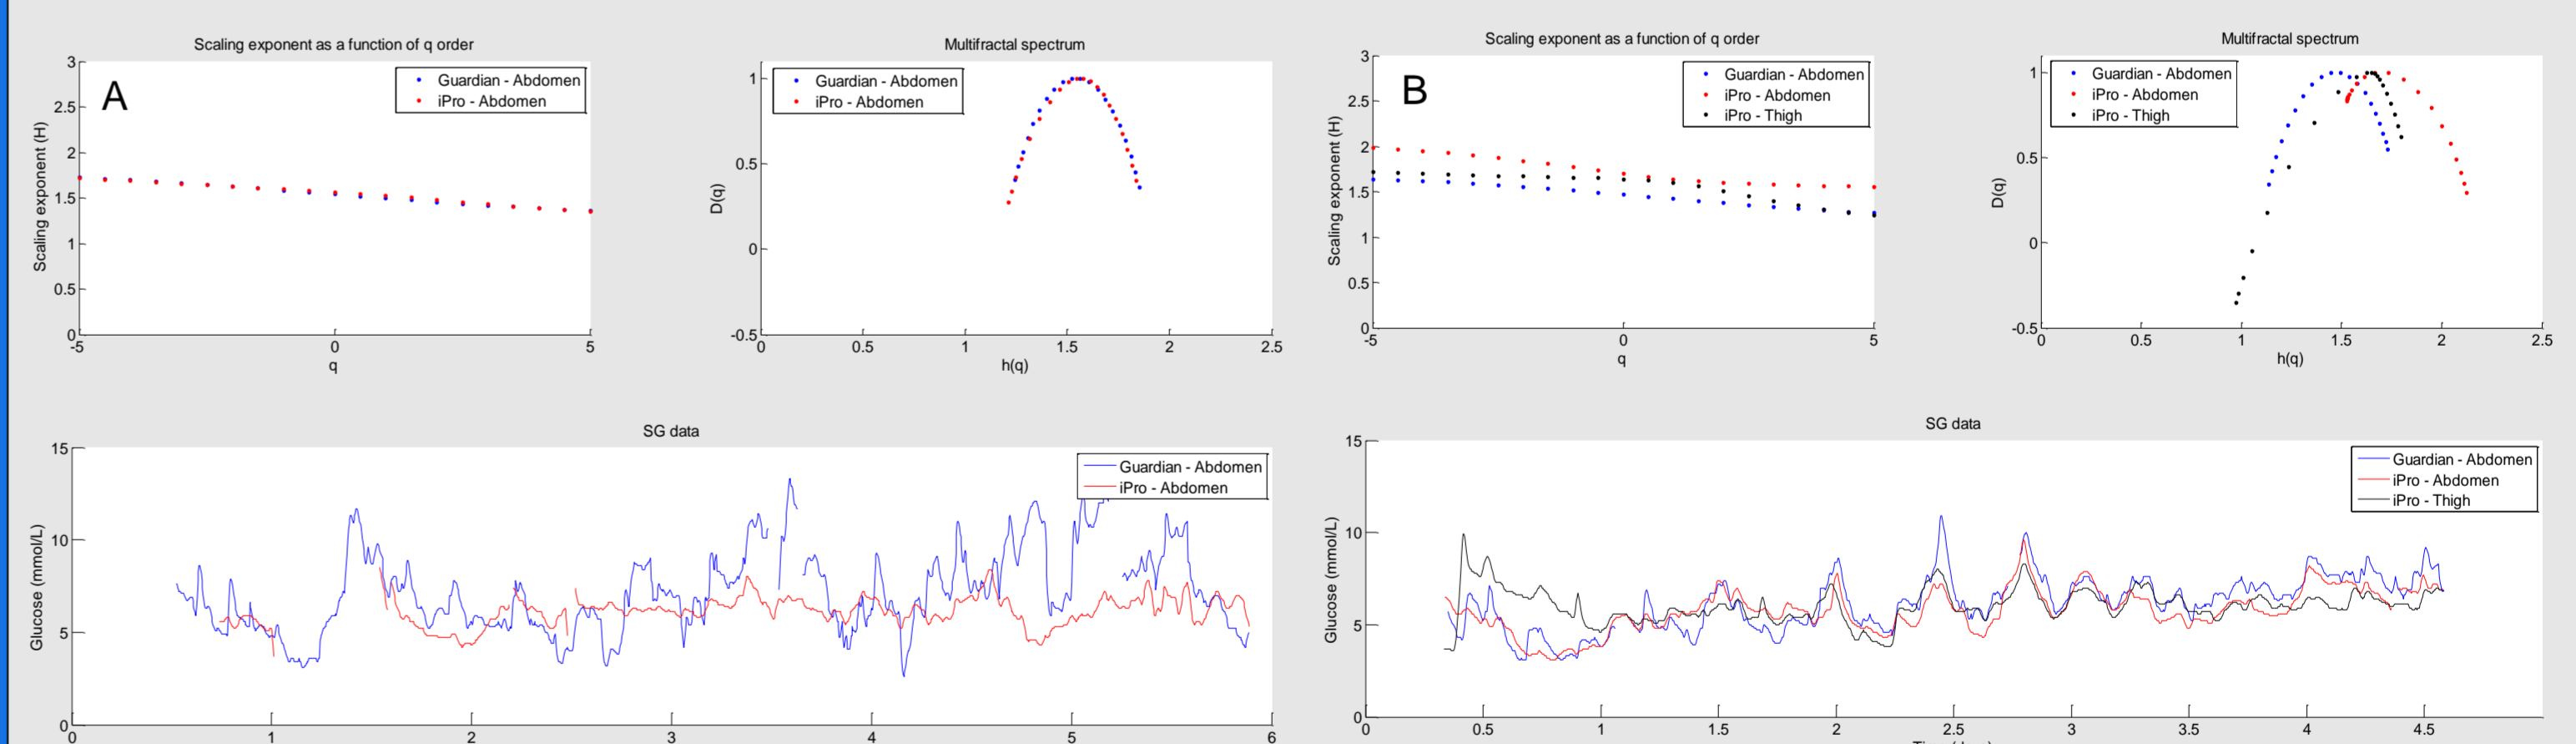 Scaling exponent as a function of q order
A
Guardian - Abdomen
iPro - Abdomen
Scaling exponent (H)
3
2.5
2
1.5
1
0.5
0
-5
0
5
q
Multifractal spectrum
Guardian - Abdomen
iPro - Abdomen
D(q)
1
0.5
0
-0.5
0
0.5
1
1.5
2
2.5
h(q)
Scaling exponent as a function of q order
B
Guardian - Abdomen
iPro - Abdomen
iPro - Thigh
Scaling exponent (H)
3
2.5
2
1.5
1
0.5
0
-5
0
5
q
Multifractal spectrum
Guardian - Abdomen
iPro - Abdomen
iPro - Thigh
D(q)
1
0.5
0
-0.5
0
0.5
1
1.5
2
2.5
h(q)
SG data
Guardian - Abdomen
iPro - Abdomen
Glucose (mmol/L)
15
10
5
0
0
1
2
3
4
5
6
SG data
Guardian - Abdomen
iPro - Abdomen
iPro - Thigh
Glucose (mmol/L)
15
10
5
0
0
0.5
1
1.5
2
2.5
3
3.5
4
4.5